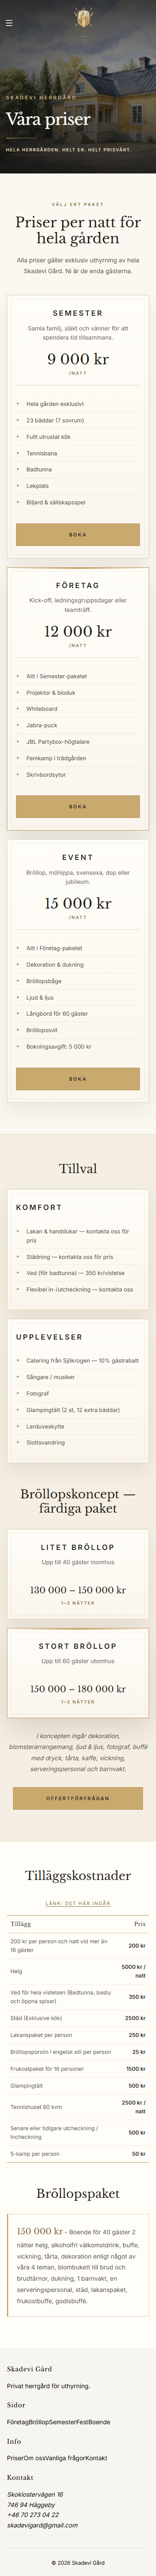 SKADEVI HERRGÅRD
Våra priser
HELA HERRGÅRDEN. HELT ER. HELT PRISVÄRT.
VÄLJ ERT PAKET
Priser per natt för
hela gården
Alla priser gäller exklusiv uthyrning av hela
Skadevi Gård. Ni är de enda gästerna.
SEMESTER
Samla familj, släkt och vänner för att
spendera tid tillsammans.
9 000 kr
/NATT
Hela gården exklusivt
23 bäddar (7 sovrum)
Fullt utrustat kök
Tennisbana
Badtunna
Lekplats
Biljard & sällskapsspel
BOKA
FÖRETAG
Kick-off, ledningsgruppsdagar eller
teamträff.
12 000 kr
/NATT
Allt i Semester-paketet
Projektor & bioduk
Whiteboard
Jabra-puck
JBL Partybox-högtalare
Femkamp i trädgården
Skrivbordsytor
BOKA
EVENT
Bröllop, möhippa, svensexa, dop eller
jubileum.
15 000 kr
/NATT
Allt i Företag-paketet
Dekoration & dukning
Bröllopsbåge
Ljud & ljus
Långbord för 60 gäster
Bröllopssvit
Bokningsavgift: 5 000 kr
BOKA
Tillval
KOMFORT
Lakan & handdukar — kontakta oss för
pris
Städning — kontakta oss för pris
Ved (för badtunna) — 350 kr/vistelse
Flexibel in-/utcheckning — kontakta oss
UPPLEVELSER
Catering från Sjökrogen — 10% gästrabatt
Sångare / musiker
Fotograf
Glampingtält (2 st, 12 extra bäddar)
Lerduveskytte
Slottsvandring
Bröllopskoncept —
färdiga paket
LITET BRÖLLOP
Upp till 40 gäster inomhus
130 000 – 150 000 kr
1–3 NÄTTER
STORT BRÖLLOP
Upp till 60 gäster utomhus
150 000 – 180 000 kr
1–3 NÄTTER
I koncepten ingår dekoration,
blomsterarrangemang, ljud & ljus, fotograf, buffé
med dryck, tårta, kaffe, vickning,
serveringspersonal och barnvakt.
OFFERTFÖRFRÅGAN
Tilläggskostnader
LÄNK: DET HÄR INGÅR
Tillägg Pris
200 kr per person och natt vid mer än
16 gäster 200 kr
Helg 5000 kr /
natt
Ved för hela vistelsen (Badtunna, bastu
och öppna spisar) 350 kr
Städ (Exklusive kök) 2500 kr
Lakanspaket per person 250 kr
Bröllopsporslin i engelsk stil per person 25 kr
Frukostpaket för 16 personer 1500 kr
Glampingtält 500 kr
Tennishuset 60 kvm 2500 kr /
natt
Senare eller tidigare utcheckning /
incheckning 500 kr
5-kamp per person 50 kr
Bröllopspaket
150 000 kr - Boende för 40 gäster 2
nätter helg, alkoholfri välkomstdrink, buffe,
vickning, tårta, dekoration enligt något av
våra 4 teman, blombukett till brud och
brudtärnor, dukning, 1 barnvakt, en
serveringspersonal, städ, lakanspaket,
frukostbuffe, godisbuffé.
Skadevi Gård
Privat herrgård för uthyrning.
Sidor
FöretagBröllopSemesterFestBoende
Info
PriserOm ossVanliga frågorKontakt
Kontakt
Skoklostervägen 16
746 94 Häggeby
+46 70 273 04 22
skadevigard@gmail.com
© 2026 Skadevi Gård